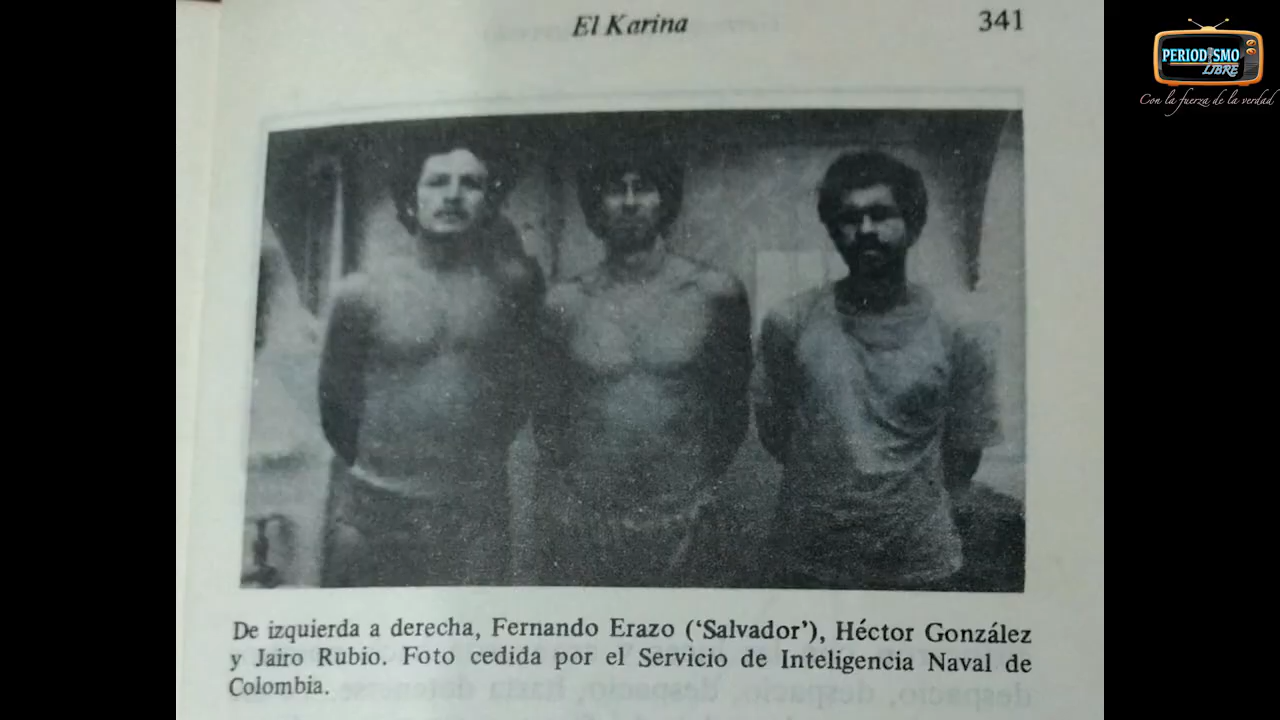 El Karina
341
PERIODISMO
LIBRE
Con la fuerza de la verdad
De izquierda a derecha, Fernando Erazo (‘Salvador’), Héctor González
y Jairo Rubio. Foto cedida por el Servicio de Inteligencia Naval de
Colombia.